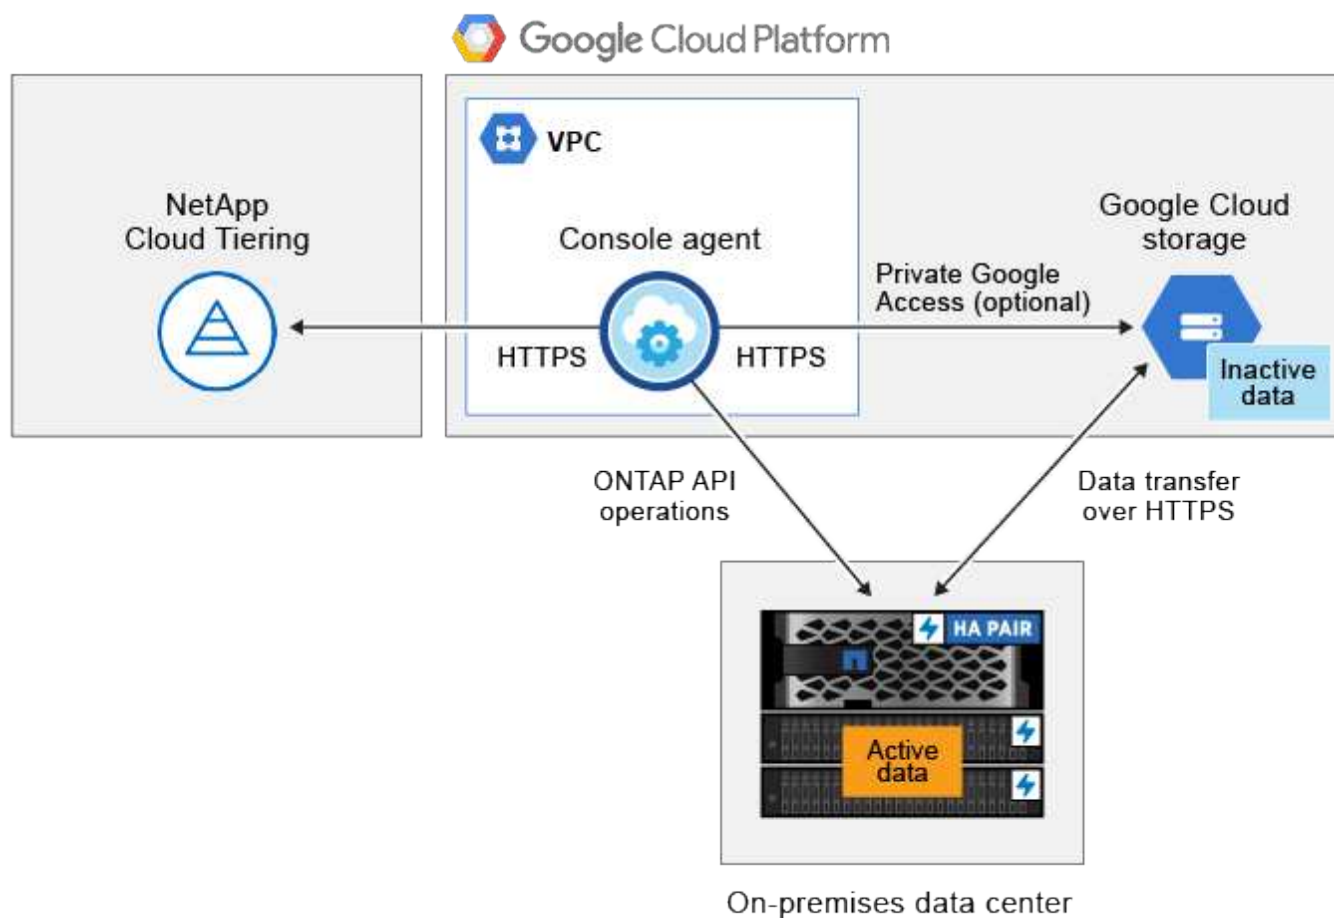 Google Cloud Platform
VPC
NetApp
Cloud Tiering
Console agent
Google Cloud
storage
Private Google
Access (optional)
HTTPS
HTTPS
Inactive
data
ONTAP API
operations
Data transfer
over HTTPS
HA PAIR
Active
data
On-premises data center